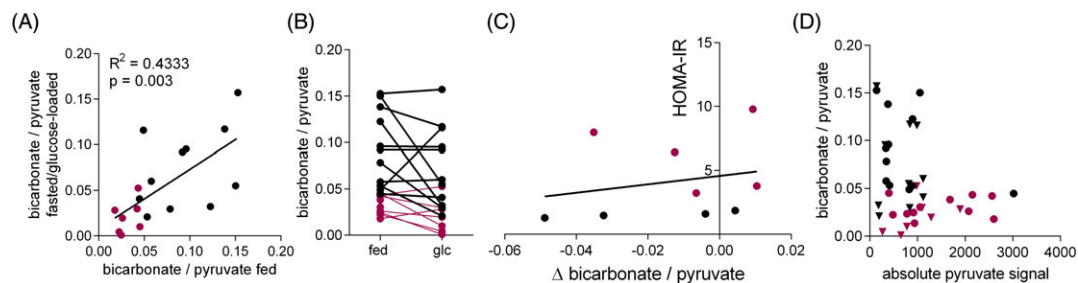 (A)
R² = 0.4333
p = 0.003
bicarbonate / pyruvate
fasted/glucose-loaded
0.20
0.15
0.10
0.05
0.00
0.00 0.05 0.10 0.15 0.20
bicarbonate / pyruvate fed
(B)
bicarbonate / pyruvate
0.20
0.15
0.10
0.05
0.00
fed glc
(C)
HOMA-IR
15
10
5
0
-0.06 -0.04 -0.02 0.00 0.02
Δ bicarbonate / pyruvate
(D)
bicarbonate / pyruvate
0.20
0.15
0.10
0.05
0.00
0 1000 2000 3000 4000
absolute pyruvate signal